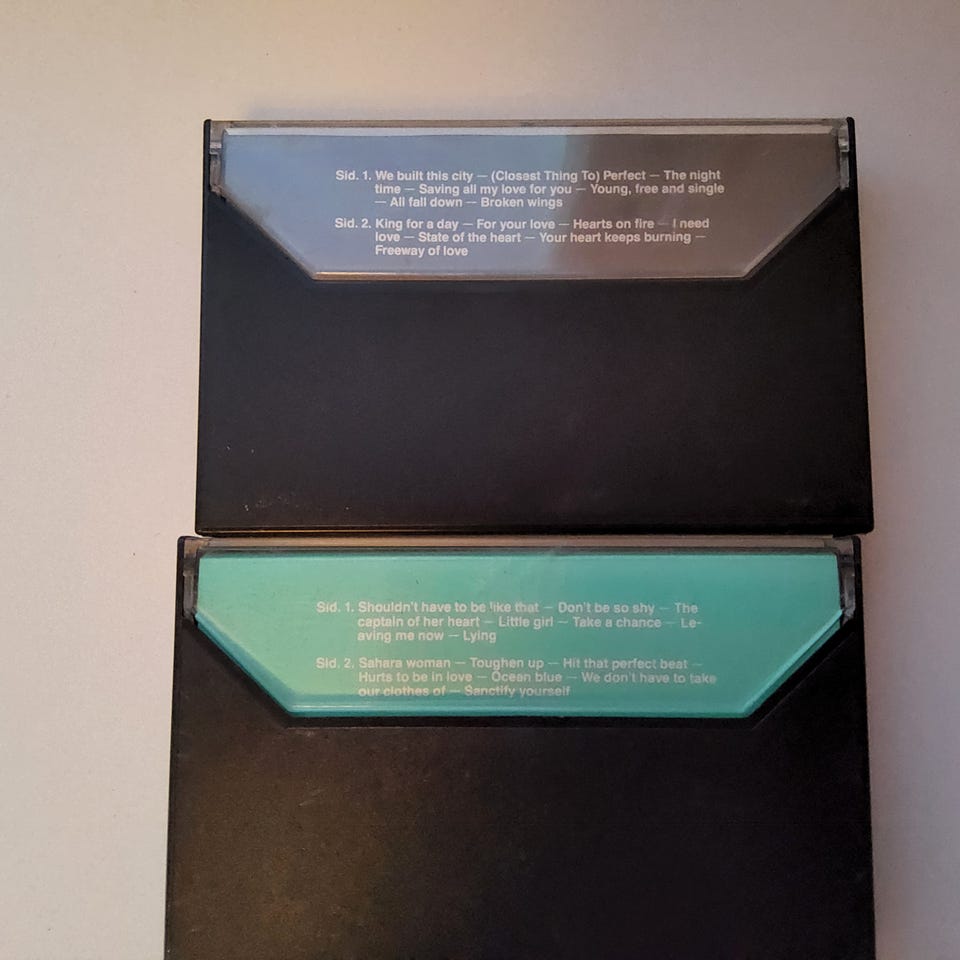 Sid. 1. We built this city — (Closest Thing To) Perfect — The night
time — Saving all my love for you — Young, free and single
— All fall down — Broken wings
Sid. 2. King for a day — For your love — Hearts on fire — I need
love — State of the heart — Your heart keeps burning —
Freeway of love
Sid. 1. Shouldn't have to be like that — Don't be so shy — The
captain of her heart — Little girl — Take a chance — Le-
aving me now — Lying
Sid. 2. Sahara woman — Toughen up — Hit that perfect beat —
Hurts to be in love — Ocean blue — We don't have to take
our clothes of — Sanctify yourself